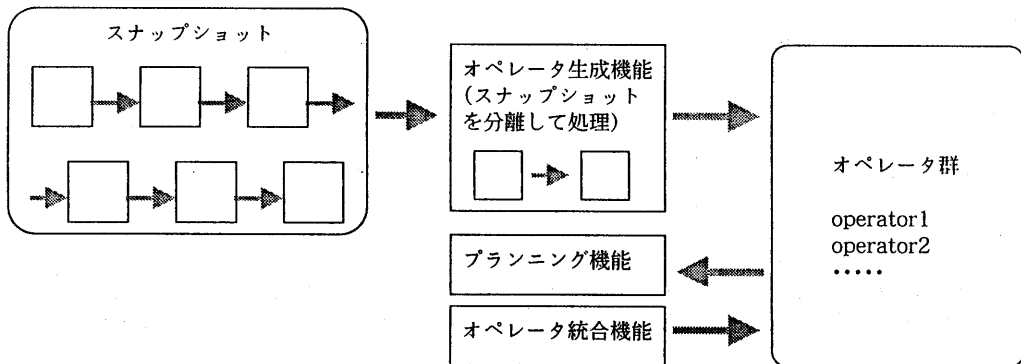 スナップショット
オペレータ生成機能
(スナップショット
を分離して処理)
プランニング機能
オペレータ統合機能
オペレータ群
operator1
operator2
・・・・・